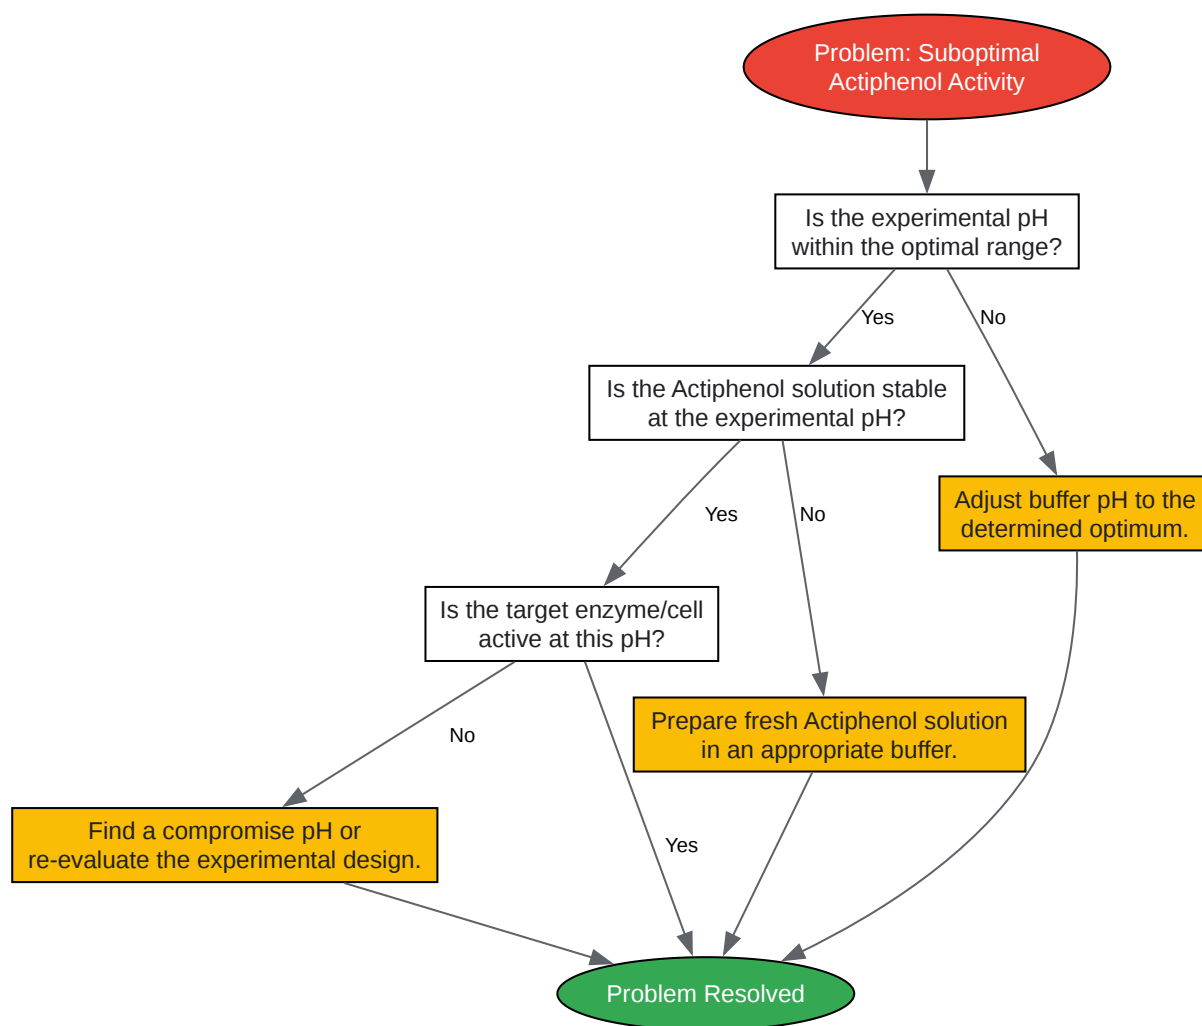 Problem: Suboptimal
Actiphenol Activity
Is the experimental pH
within the optimal range?
Yes
No
Is the Actiphenol solution stable
at the experimental pH?
Yes
No
Adjust buffer pH to the
determined optimum.
Is the target enzyme/cell
active at this pH?
No
Yes
Prepare fresh Actiphenol solution
in an appropriate buffer.
Find a compromise pH or
re-evaluate the experimental design.
Problem Resolved